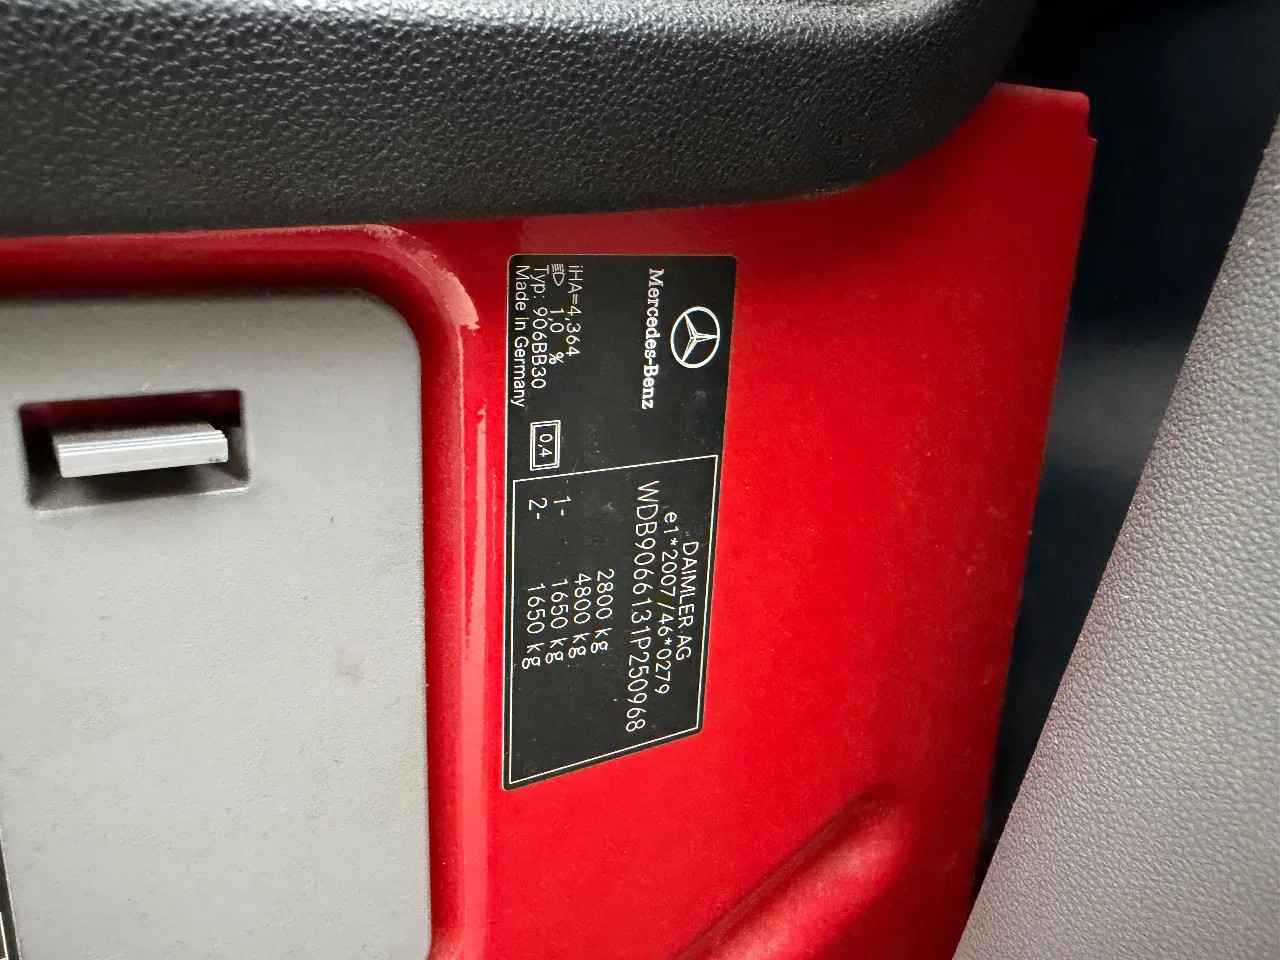 Mercedes-Benz
iHA=4,364
1,0 %
Typ: 906BB30
Made in Germany
0,4
DAIMLER AG
e1*2007/46*0279
WDB9066131P250968
2800 kg
4800 kg
1- 1650 kg
2- 1650 kg